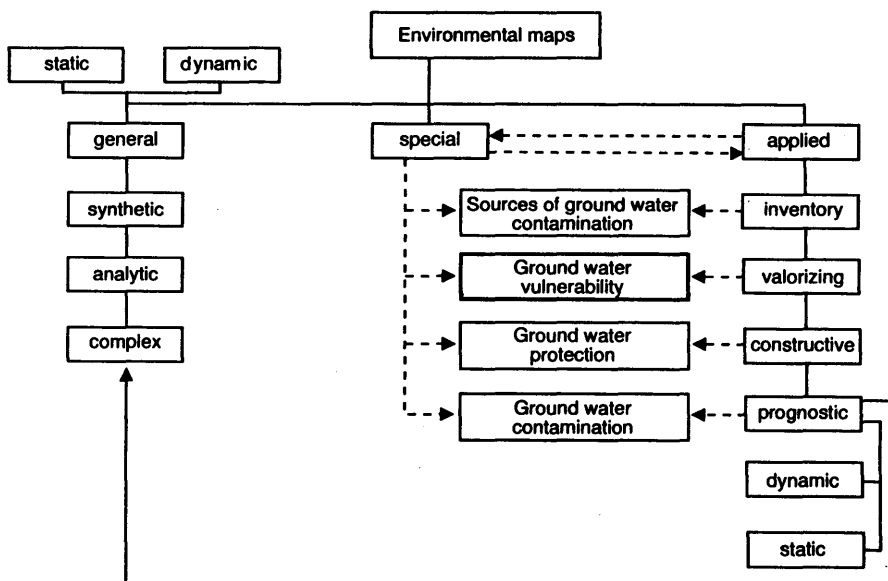 Environmental maps
static
dynamic
general
special
applied
synthetic
Sources of ground water
contamination
inventory
analytic
Ground water
vulnerability
valorizing
complex
Ground water
protection
constructive
Ground water
contamination
prognostic
dynamic
static